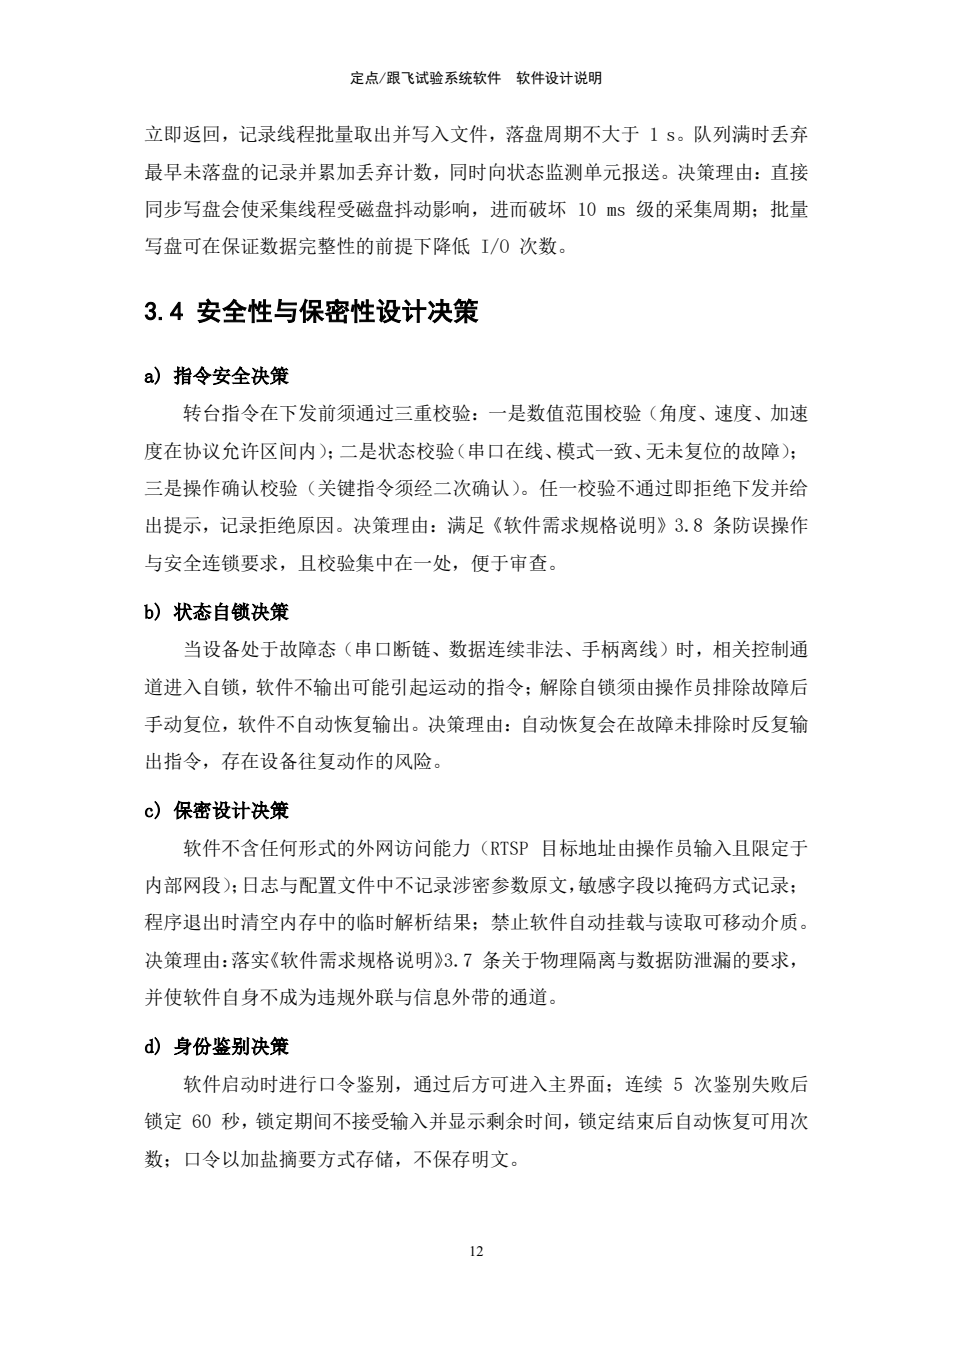 定点/跟飞试验系统软件　软件设计说明
立即返回，记录线程批量取出并写入文件，落盘周期不大于 1 s。队列满时丢弃
最早未落盘的记录并累加丢弃计数，同时向状态监测单元报送。决策理由：直接
同步写盘会使采集线程受磁盘抖动影响，进而破坏 10 ms 级的采集周期；批量
写盘可在保证数据完整性的前提下降低 I/O 次数。
3.4 安全性与保密性设计决策
a）指令安全决策
转台指令在下发前须通过三重校验：一是数值范围校验（角度、速度、加速
度在协议允许区间内）；二是状态校验（串口在线、模式一致、无未复位的故障）；
三是操作确认校验（关键指令须经二次确认）。任一校验不通过即拒绝下发并给
出提示，记录拒绝原因。决策理由：满足《软件需求规格说明》3.8 条防误操作
与安全连锁要求，且校验集中在一处，便于审查。
b）状态自锁决策
当设备处于故障态（串口断链、数据连续非法、手柄离线）时，相关控制通
道进入自锁，软件不输出可能引起运动的指令；解除自锁须由操作员排除故障后
手动复位，软件不自动恢复输出。决策理由：自动恢复会在故障未排除时反复输
出指令，存在设备往复动作的风险。
c）保密设计决策
软件不含任何形式的外网访问能力（RTSP 目标地址由操作员输入且限定于
内部网段）；日志与配置文件中不记录涉密参数原文，敏感字段以掩码方式记录；
程序退出时清空内存中的临时解析结果；禁止软件自动挂载与读取可移动介质。
决策理由：落实《软件需求规格说明》3.7 条关于物理隔离与数据防泄漏的要求，
并使软件自身不成为违规外联与信息外带的通道。
d）身份鉴别决策
软件启动时进行口令鉴别，通过后方可进入主界面；连续 5 次鉴别失败后
锁定 60 秒，锁定期间不接受输入并显示剩余时间，锁定结束后自动恢复可用次
数；口令以加盐摘要方式存储，不保存明文。
12